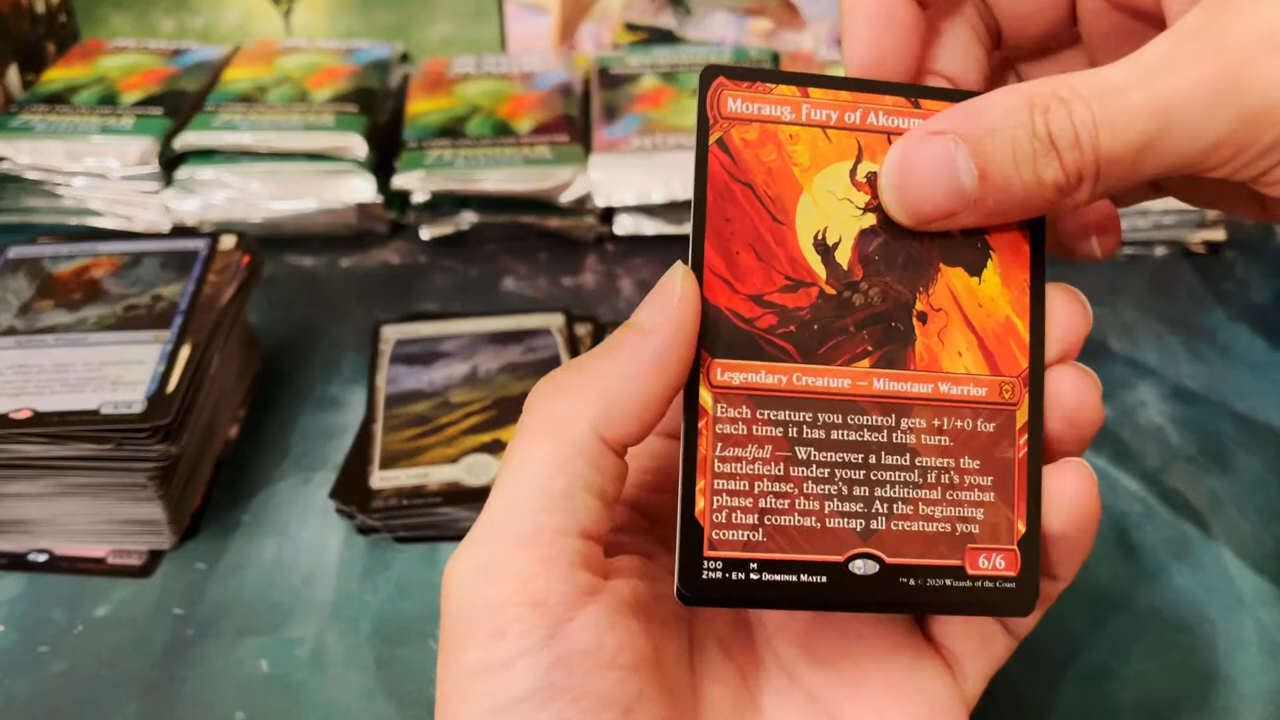 Moraug, Fury of Akoum
Legendary Creature — Minotaur Warrior
Each creature you control gets +1/+0 for
each time it has attacked this turn.
Landfall — Whenever a land enters the
battlefield under your control, if it's your
main phase, there's an additional combat
phase after this phase. At the beginning
of that combat, untap all creatures you
control.
6/6
300 M
ZNR • EN DOMINIK MAYER
™ & © 2020 Wizards of the Coast